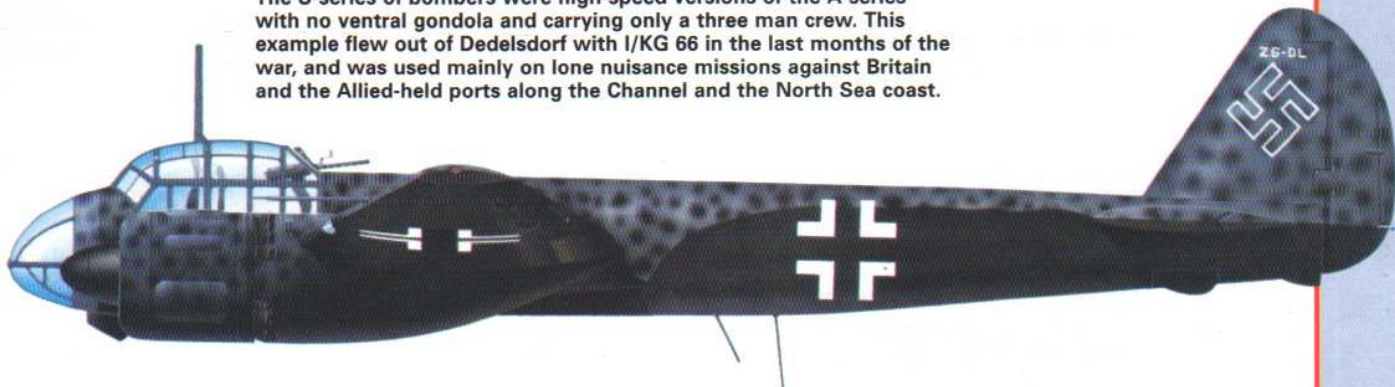 with no ventral gondola and carrying only a three man crew. This
example flew out of Dedelsdorf with I/KG 66 in the last months of the
war, and was used mainly on lone nuisance missions against Britain
and the Allied-held ports along the Channel and the North Sea coast.
Z6-DL